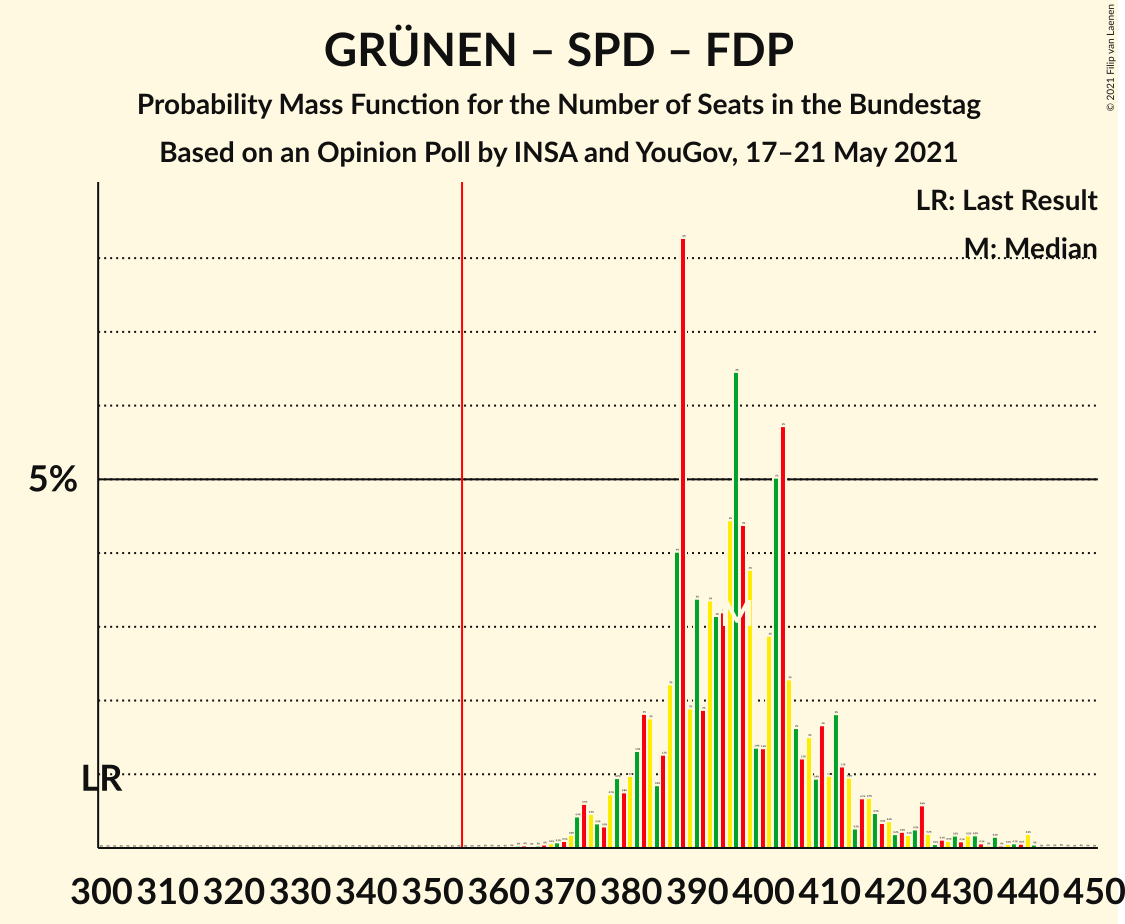 GRÜNEN – SPD – FDP
Probability Mass Function for the Number of Seats in the Bundestag
Based on an Opinion Poll by INSA and YouGov, 17–21 May 2021
© 2021 Filip van Laenen
LR: Last Result
M: Median
5%
LR
M
300 310 320 330 340 350 360 370 380 390 400 410 420 430 440 450